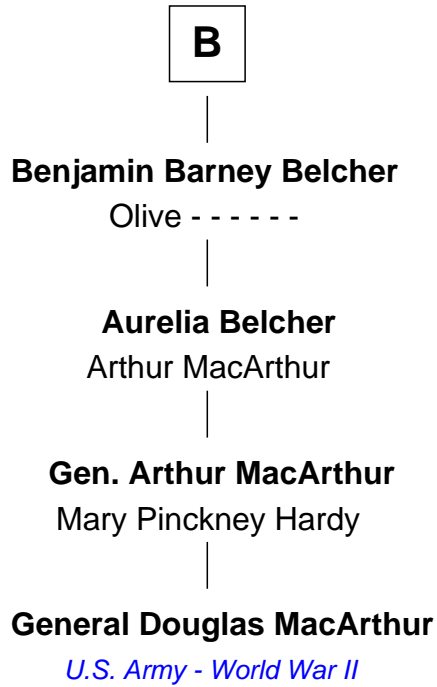 B
Benjamin Barney Belcher
Olive - - - - - -
Aurelia Belcher
Arthur MacArthur
Gen. Arthur MacArthur
Mary Pinckney Hardy
General Douglas MacArthur
U.S. Army - World War II